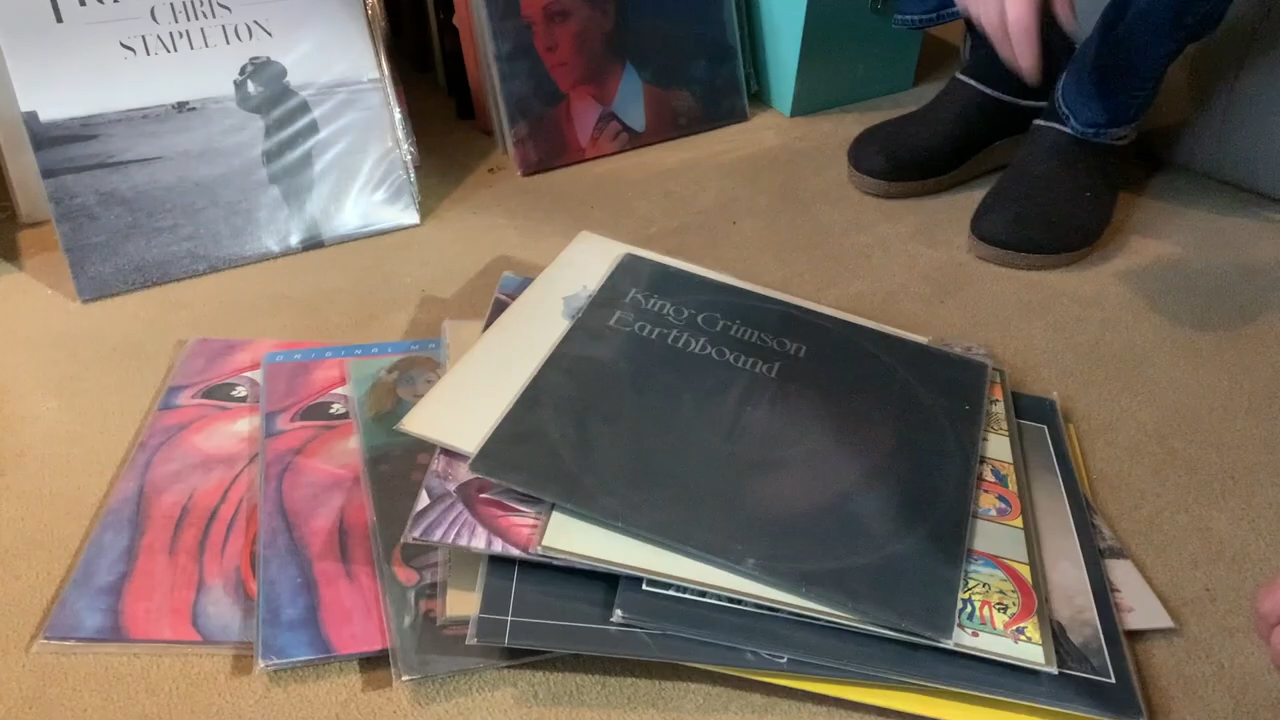 CHRIS
STAPLETON
ORIGINAL MA
King Crimson
Earthbound